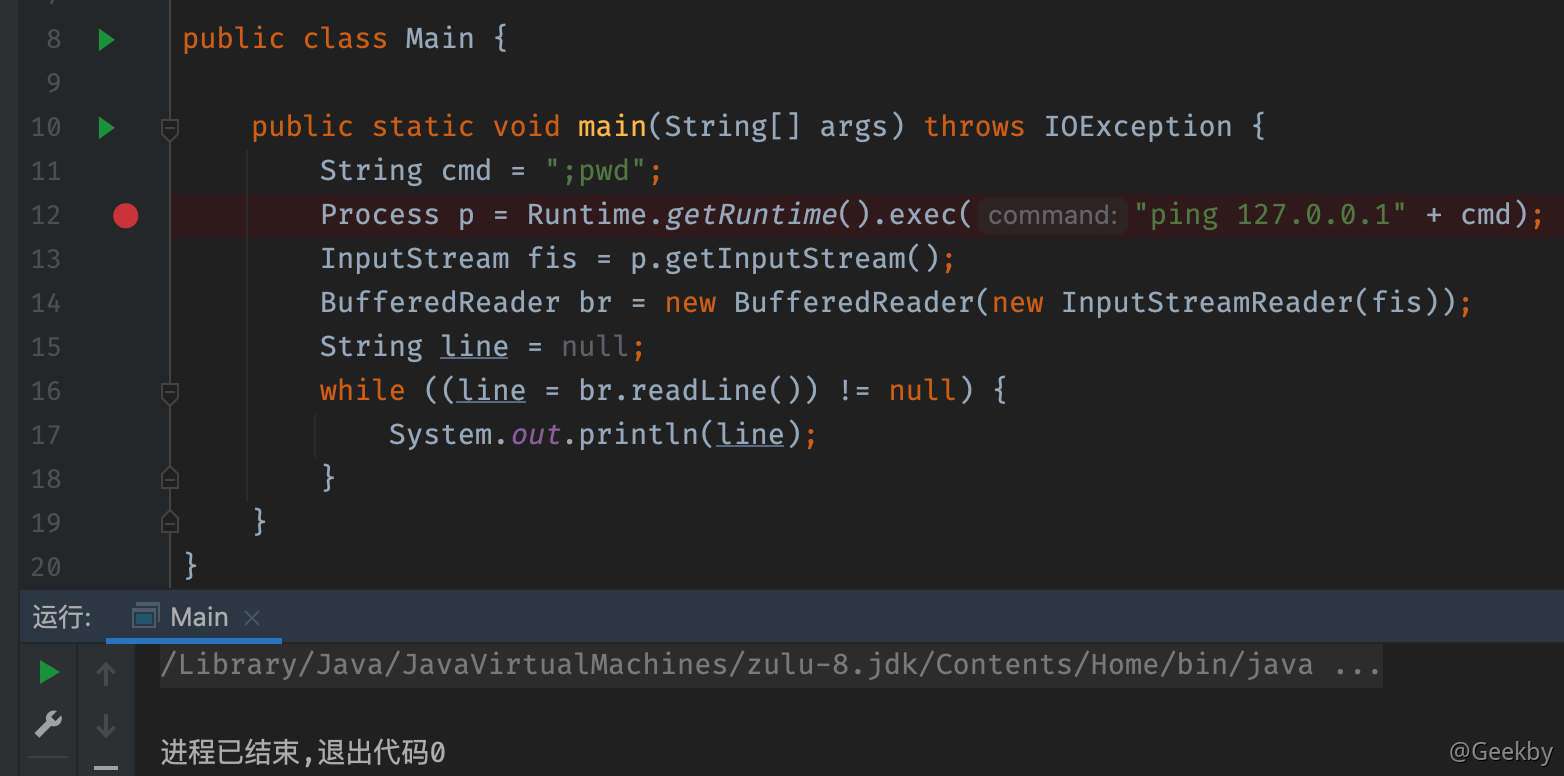 8 public class Main {
9
10 public static void main(String[] args) throws IOException {
11 String cmd = ";pwd";
12 Process p = Runtime.getRuntime().exec( command: "ping 127.0.0.1" + cmd);
13 InputStream fis = p.getInputStream();
14 BufferedReader br = new BufferedReader(new InputStreamReader(fis));
15 String line = null;
16 while ((line = br.readLine()) != null) {
17 System.out.println(line);
18 }
19 }
20 }
运行: Main
/Library/Java/JavaVirtualMachines/zulu-8.jdk/Contents/Home/bin/java ...
进程已结束,退出代码0
@Geekby